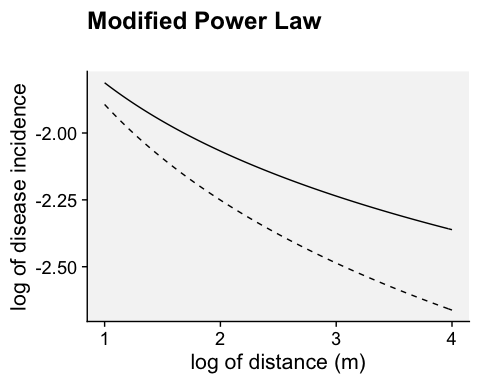 Modified Power Law
log of disease incidence
-2.00
-2.25
-2.50
1 2 3 4
log of distance (m)